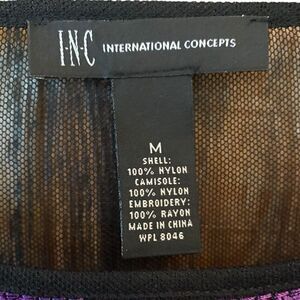 I·N·C INTERNATIONAL CONCEPTS
M
SHELL:
100% NYLON
CAMISOLE:
100% NYLON
EMBROIDERY:
100% RAYON
MADE IN CHINA
WPL 8046